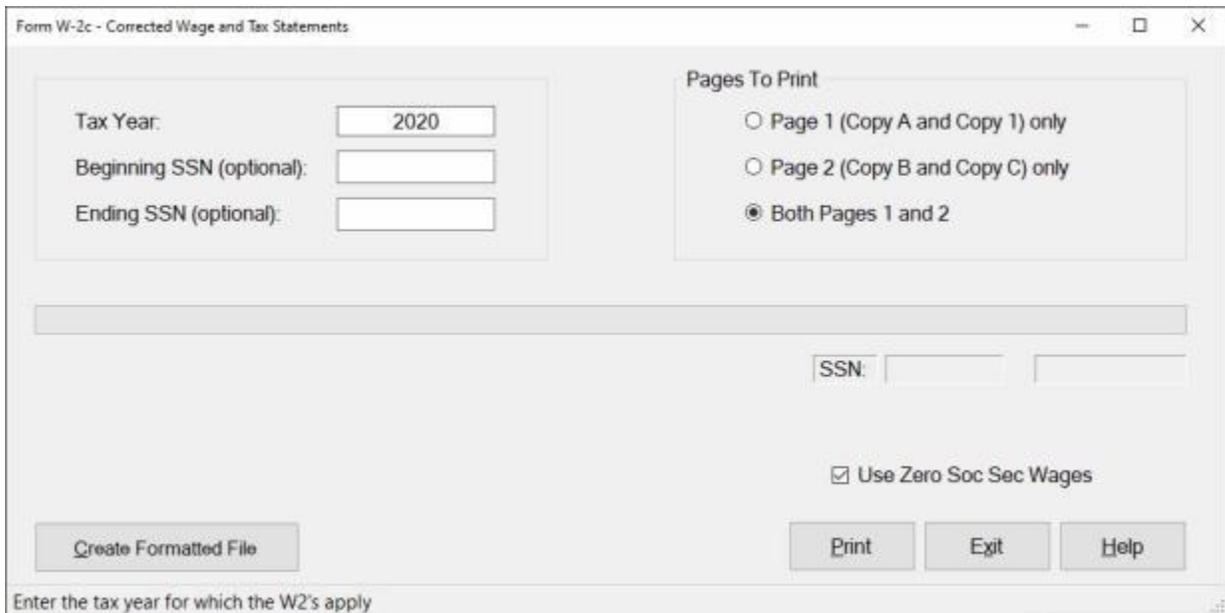 Form W-2c - Corrected Wage and Tax Statements
Tax Year:
2020
Beginning SSN (optional):
Ending SSN (optional):
Pages To Print
Page 1 (Copy A and Copy 1) only
Page 2 (Copy B and Copy C) only
Both Pages 1 and 2
SSN:
Use Zero Soc Sec Wages
Create Formatted File
Print
Exit
Help
Enter the tax year for which the W2's apply